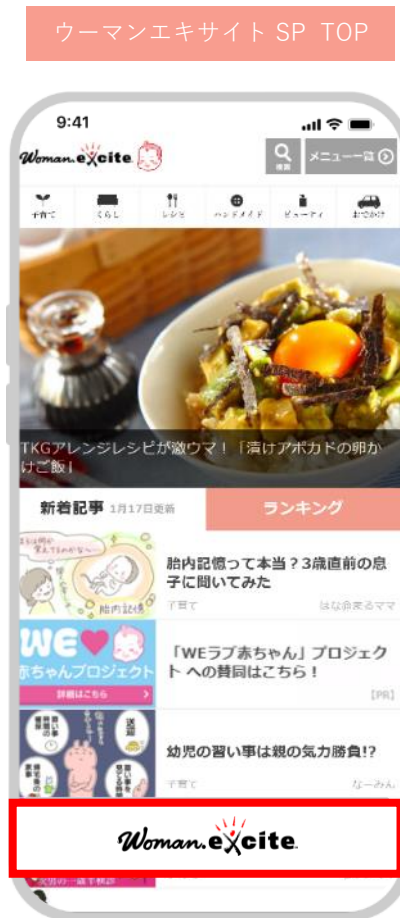 ウーマンエキサイト SP TOP
9:41
Woman.excite
検索
メニュー一覧
子育て
くらし
レシピ
ハンドメイド
ビューティ
おでかけ
TKGアレンジレシピが激ウマ!「漬けアボカドの卵か
けご飯」
新着記事 1月17日更新
ランキング
胎内記憶
胎内記憶って本当?3歳直前の息
子に聞いてみた
子育て
WE
赤ちゃんプロジェクト
詳細はこちら
「WEラブ赤ちゃん」プロジェク
ト への賛同はこちら!
[PR]
幼児の習い事は親の気力勝負!?
子育て
なーみん
Woman.excite